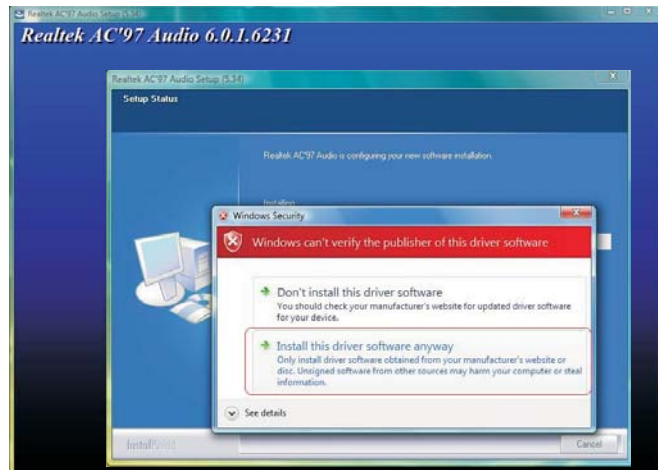 Realtek AC'97 Audio Setup (5.34)
Realtek AC'97 Audio 6.0.1.6231
Realtek AC'97 Audio Setup (5.34)
Setup Status
Realtek AC'97 Audio is configuring your new software installation.
Installing
Windows Security
Windows can't verify the publisher of this driver software
Don't install this driver software
You should check your manufacturer's website for updated driver software
for your device.
Install this driver software anyway
Only install driver software obtained from your manufacturer's website or
disc. Unsigned software from other sources may harm your computer or steal
information.
See details
InstallShield
Cancel